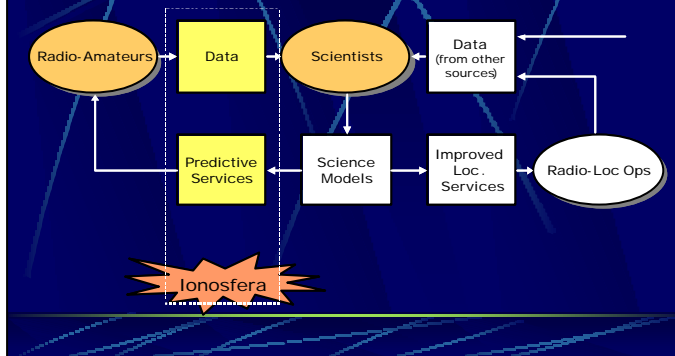 Radio-Amateurs
Data
Scientists
Data
(from other
sources)
Predictive
Services
Science
Models
Improved
Loc. Services
Radio-Loc Ops
Ionosfera